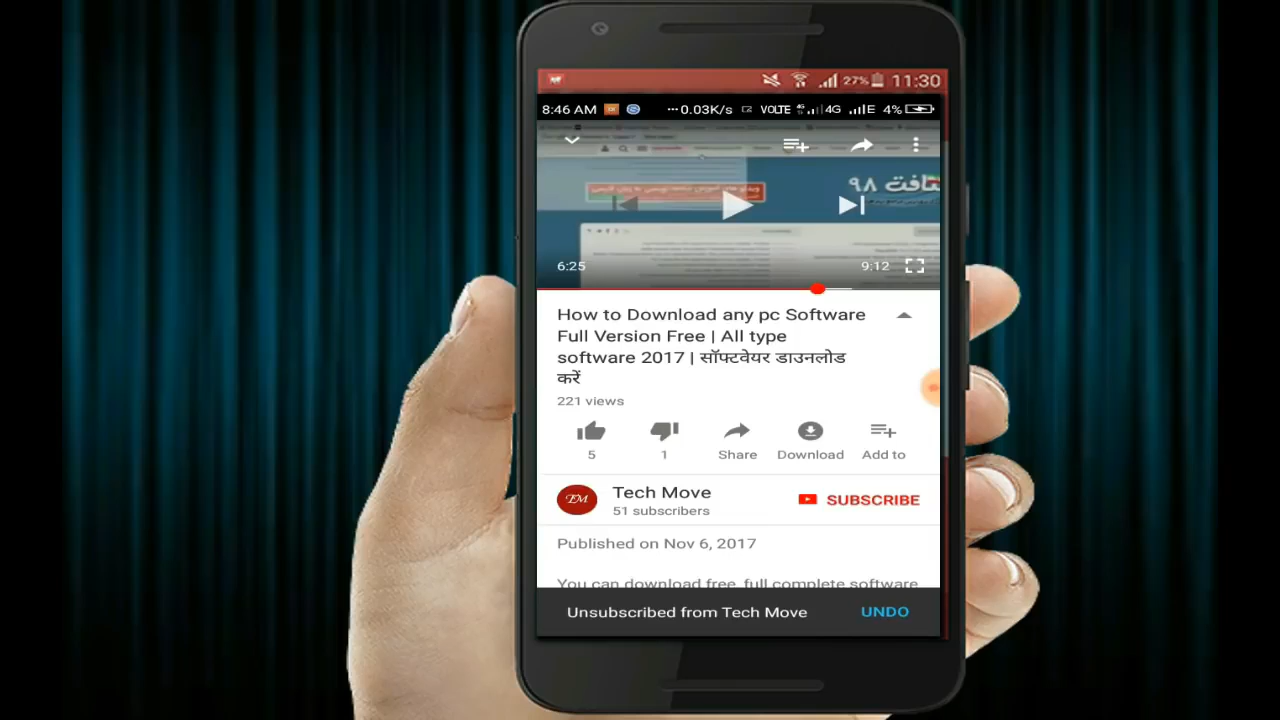 27% 11:30
8:46 AM ...0.03K/s VOLTE 4G 4G E 4%
۹۸
6:25 9:12
How to Download any pc Software
Full Version Free | All type
software 2017 | सॉफ्टवेयर डाउनलोड
करें
221 views
5 1 Share Download Add to
TM Tech Move SUBSCRIBE
51 subscribers
Published on Nov 6, 2017
You can download free, full complete software
Unsubscribed from Tech Move UNDO